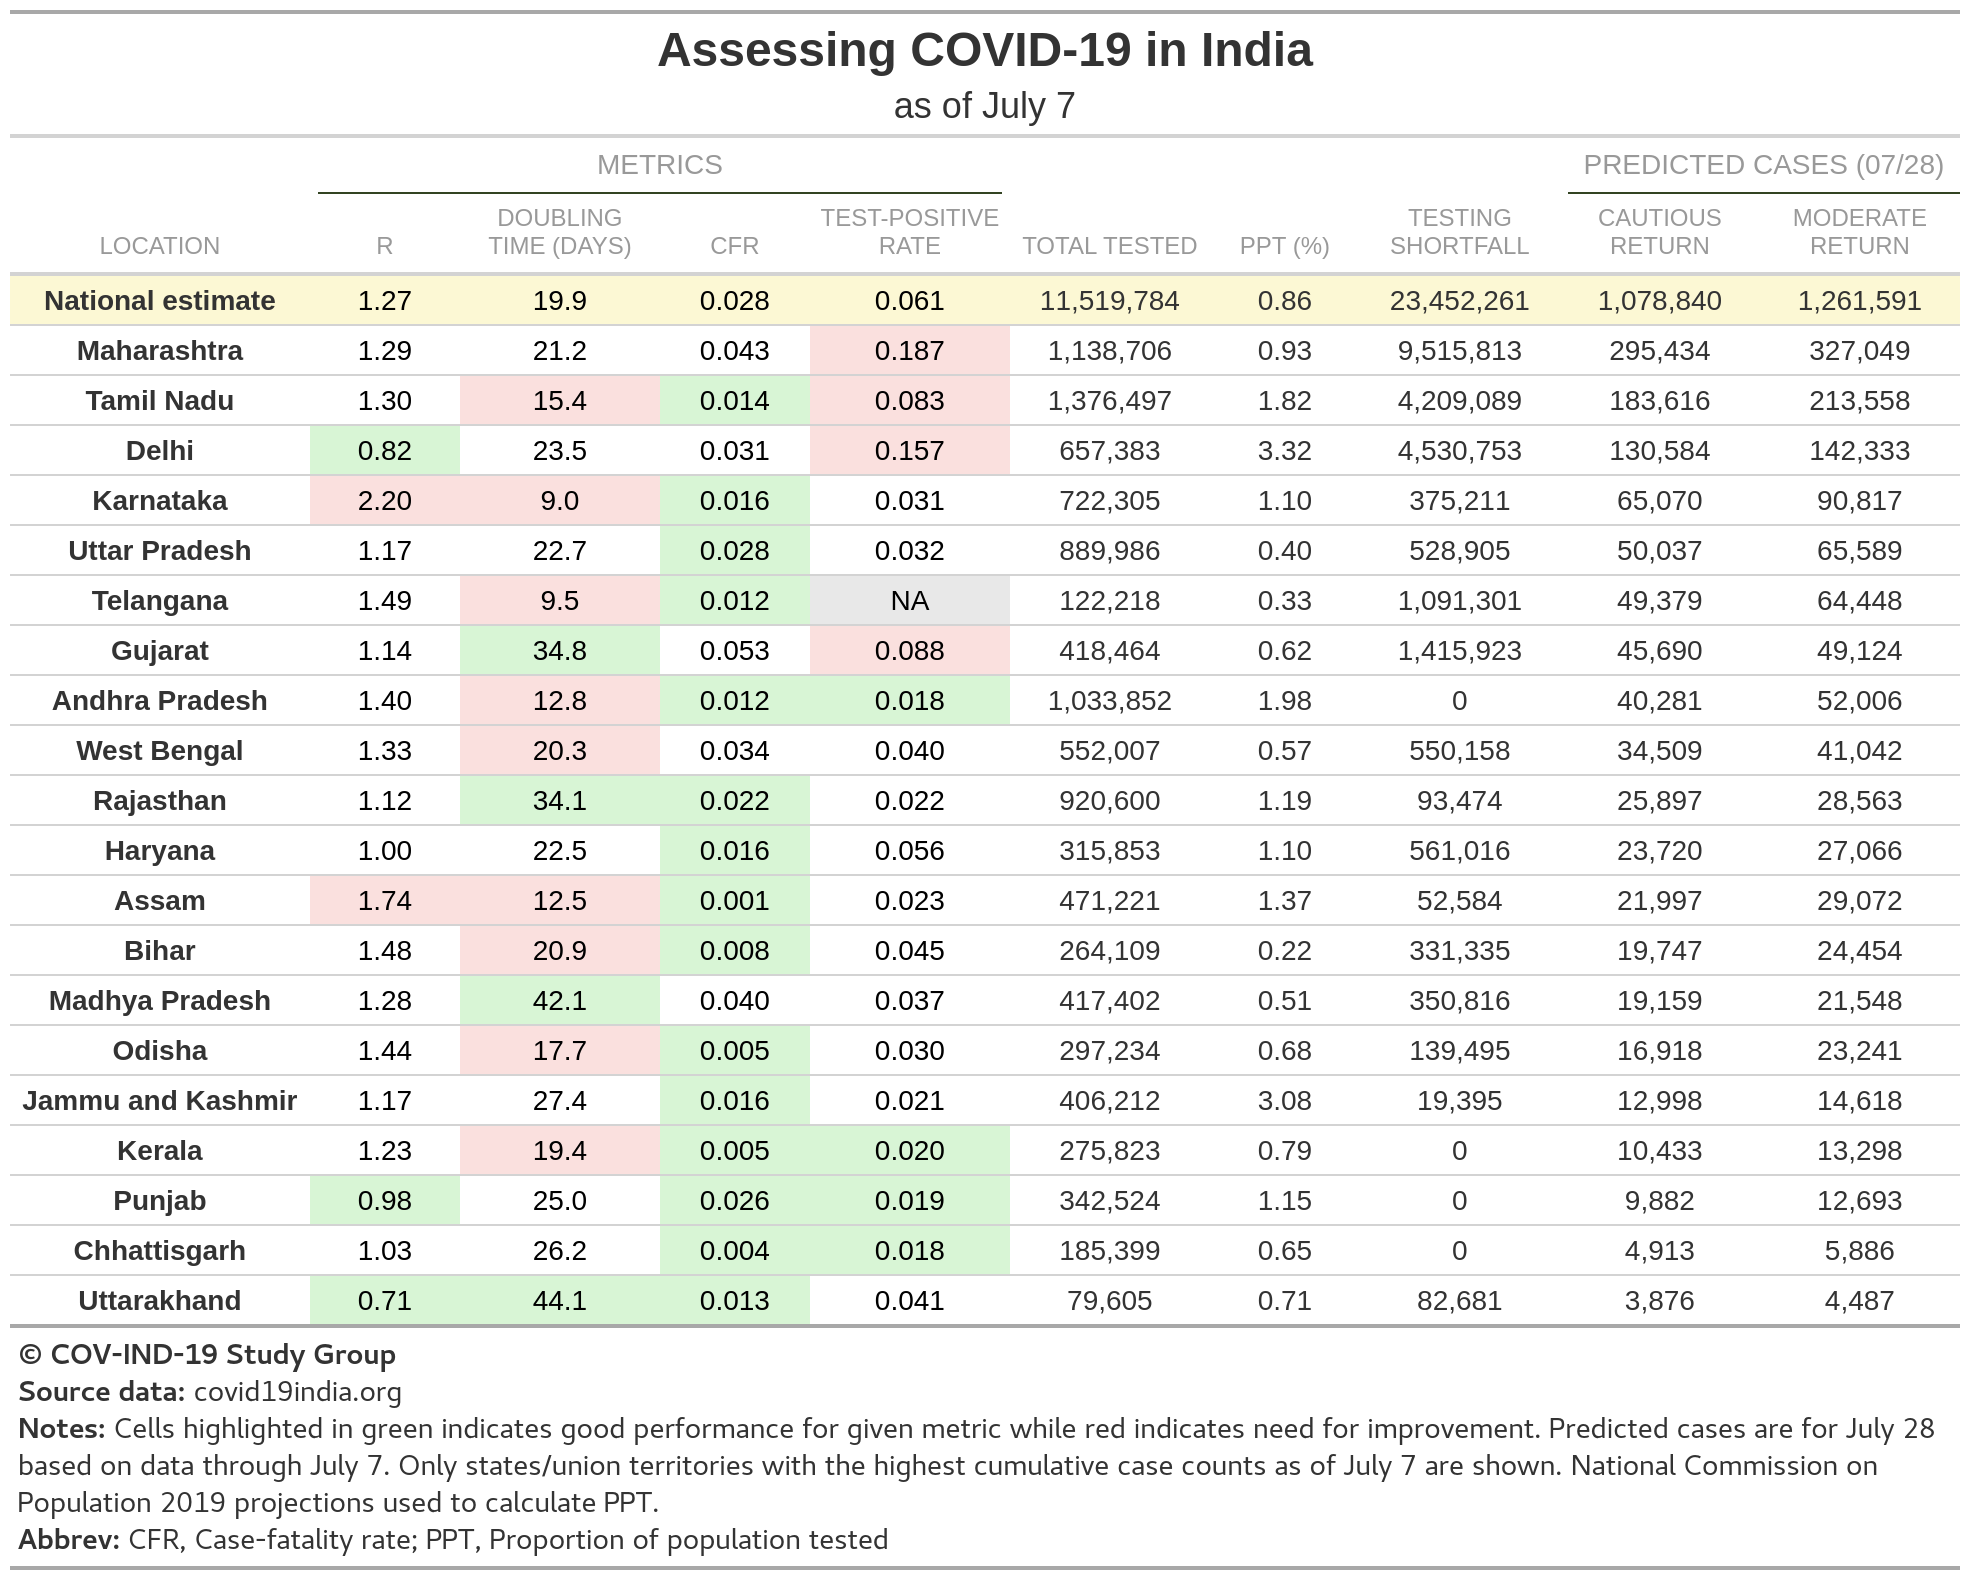 Assessing COVID-19 in India
as of July 7
METRICS PREDICTED CASES (07/28)
LOCATION R DOUBLING TIME (DAYS) CFR TEST-POSITIVE RATE TOTAL TESTED PPT (%) TESTING SHORTFALL CAUTIOUS RETURN MODERATE RETURN
National estimate 1.27 19.9 0.028 0.061 11,519,784 0.86 23,452,261 1,078,840 1,261,591
Maharashtra 1.29 21.2 0.043 0.187 1,138,706 0.93 9,515,813 295,434 327,049
Tamil Nadu 1.30 15.4 0.014 0.083 1,376,497 1.82 4,209,089 183,616 213,558
Delhi 0.82 23.5 0.031 0.157 657,383 3.32 4,530,753 130,584 142,333
Karnataka 2.20 9.0 0.016 0.031 722,305 1.10 375,211 65,070 90,817
Uttar Pradesh 1.17 22.7 0.028 0.032 889,986 0.40 528,905 50,037 65,589
Telangana 1.49 9.5 0.012 NA 122,218 0.33 1,091,301 49,379 64,448
Gujarat 1.14 34.8 0.053 0.088 418,464 0.62 1,415,923 45,690 49,124
Andhra Pradesh 1.40 12.8 0.012 0.018 1,033,852 1.98 0 40,281 52,006
West Bengal 1.33 20.3 0.034 0.040 552,007 0.57 550,158 34,509 41,042
Rajasthan 1.12 34.1 0.022 0.022 920,600 1.19 93,474 25,897 28,563
Haryana 1.00 22.5 0.016 0.056 315,853 1.10 561,016 23,720 27,066
Assam 1.74 12.5 0.001 0.023 471,221 1.37 52,584 21,997 29,072
Bihar 1.48 20.9 0.008 0.045 264,109 0.22 331,335 19,747 24,454
Madhya Pradesh 1.28 42.1 0.040 0.037 417,402 0.51 350,816 19,159 21,548
Odisha 1.44 17.7 0.005 0.030 297,234 0.68 139,495 16,918 23,241
Jammu and Kashmir 1.17 27.4 0.016 0.021 406,212 3.08 19,395 12,998 14,618
Kerala 1.23 19.4 0.005 0.020 275,823 0.79 0 10,433 13,298
Punjab 0.98 25.0 0.026 0.019 342,524 1.15 0 9,882 12,693
Chhattisgarh 1.03 26.2 0.004 0.018 185,399 0.65 0 4,913 5,886
Uttarakhand 0.71 44.1 0.013 0.041 79,605 0.71 82,681 3,876 4,487
© COV-IND-19 Study Group
Source data: covid19india.org
Notes: Cells highlighted in green indicates good performance for given metric while red indicates need for improvement. Predicted cases are for July 28
based on data through July 7. Only states/union territories with the highest cumulative case counts as of July 7 are shown. National Commission on
Population 2019 projections used to calculate PPT.
Abbrev: CFR, Case-fatality rate; PPT, Proportion of population tested